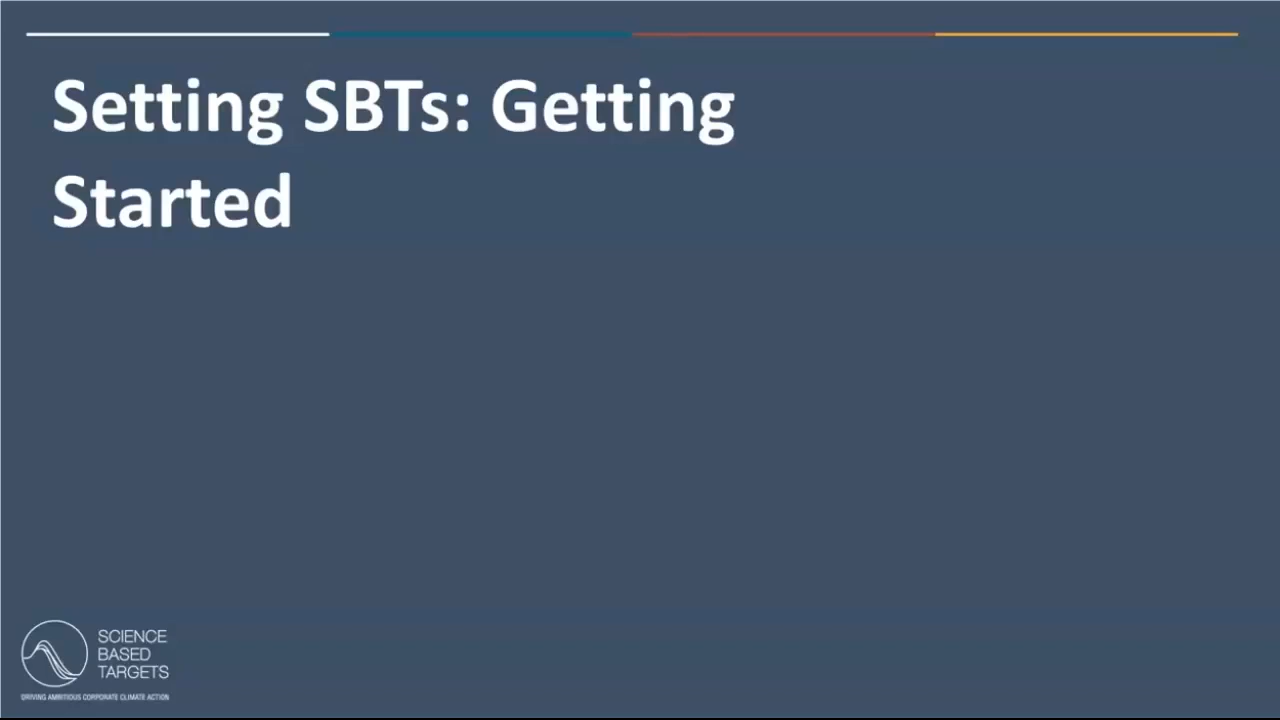 Setting SBTs: Getting
Started
SCIENCE
BASED
TARGETS
DRIVING AMBITIOUS CORPORATE CLIMATE ACTION